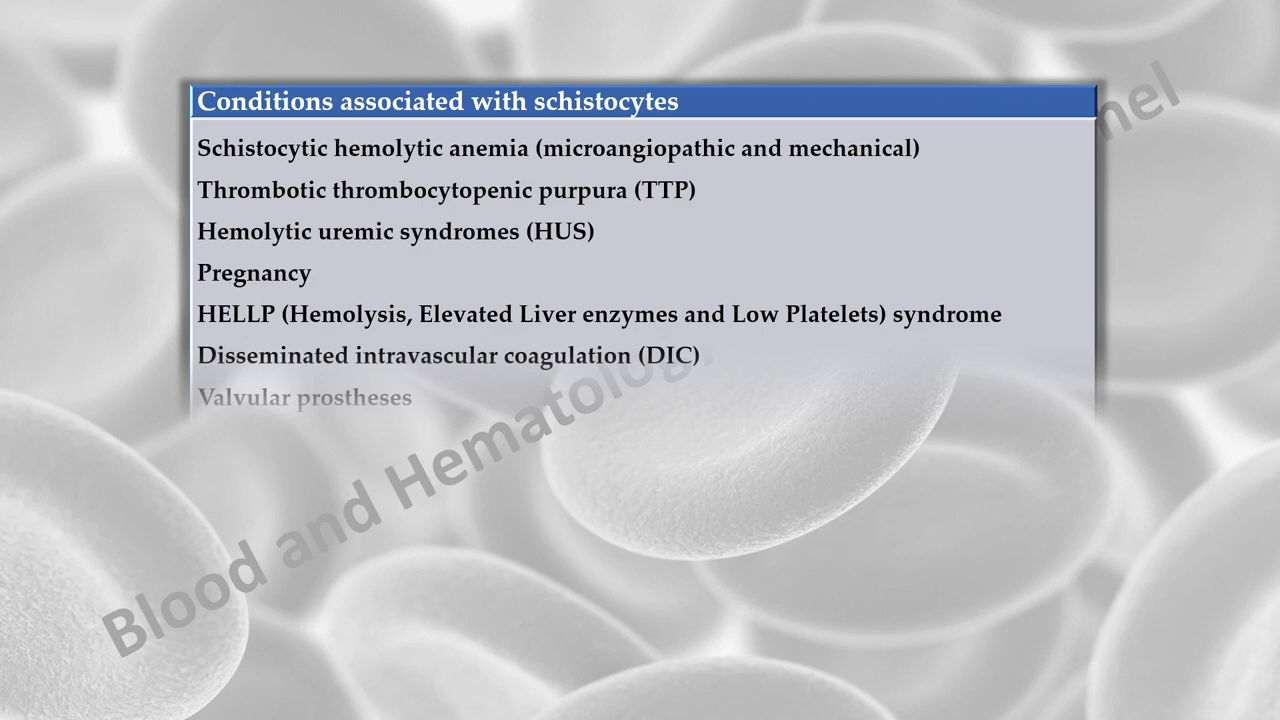 Conditions associated with schistocytes
Schistocytic hemolytic anemia (microangiopathic and mechanical)
Thrombotic thrombocytopenic purpura (TTP)
Hemolytic uremic syndromes (HUS)
Pregnancy
HELLP (Hemolysis, Elevated Liver enzymes and Low Platelets) syndrome
Disseminated intravascular coagulation (DIC)
Valvular prostheses
Blood and Hematolog